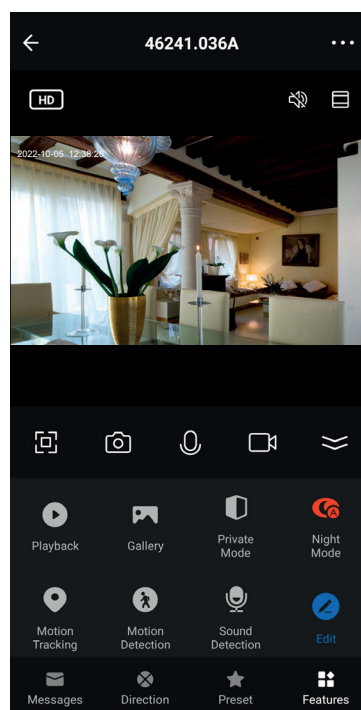 46241.036A
HD
2022-10-05 12:38:26
Playback
Gallery
Private
Mode
Night
Mode
Motion
Tracking
Motion
Detection
Sound
Detection
Edit
Messages
Direction
Preset
Features